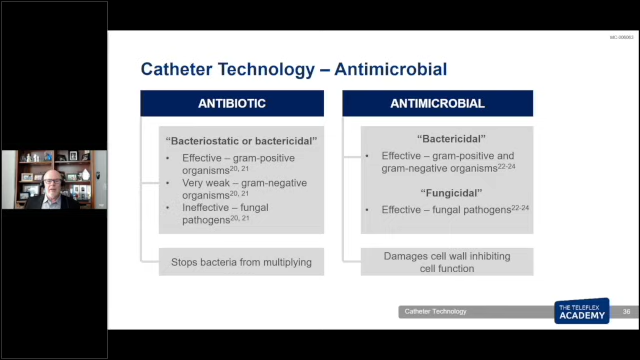 MC-006803
Catheter Technology – Antimicrobial
ANTIBIOTIC
"Bacteriostatic or bactericidal"
• Effective – gram-positive
organisms20, 21
• Very weak – gram-negative
organisms20, 21
• Ineffective – fungal
pathogens20, 21
Stops bacteria from multiplying
ANTIMICROBIAL
"Bactericidal"
• Effective – gram-positive and
gram-negative organisms22-24
"Fungicidal"
• Effective – fungal pathogens22-24
Damages cell wall inhibiting
cell function
Catheter Technology
THE TELEFLEX
ACADEMY
36